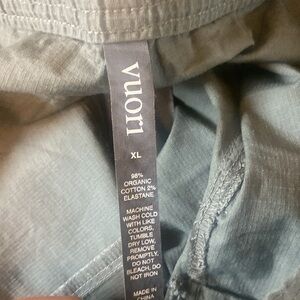 vuori
XL
98%
ORGANIC
COTTON 2%
ELASTANE
MACHINE
WASH COLD
WITH LIKE
COLORS,
TUMBLE
DRY LOW,
REMOVE
PROMPTLY,
DO NOT
BLEACH, DO
NOT IRON
MADE IN
CHINA